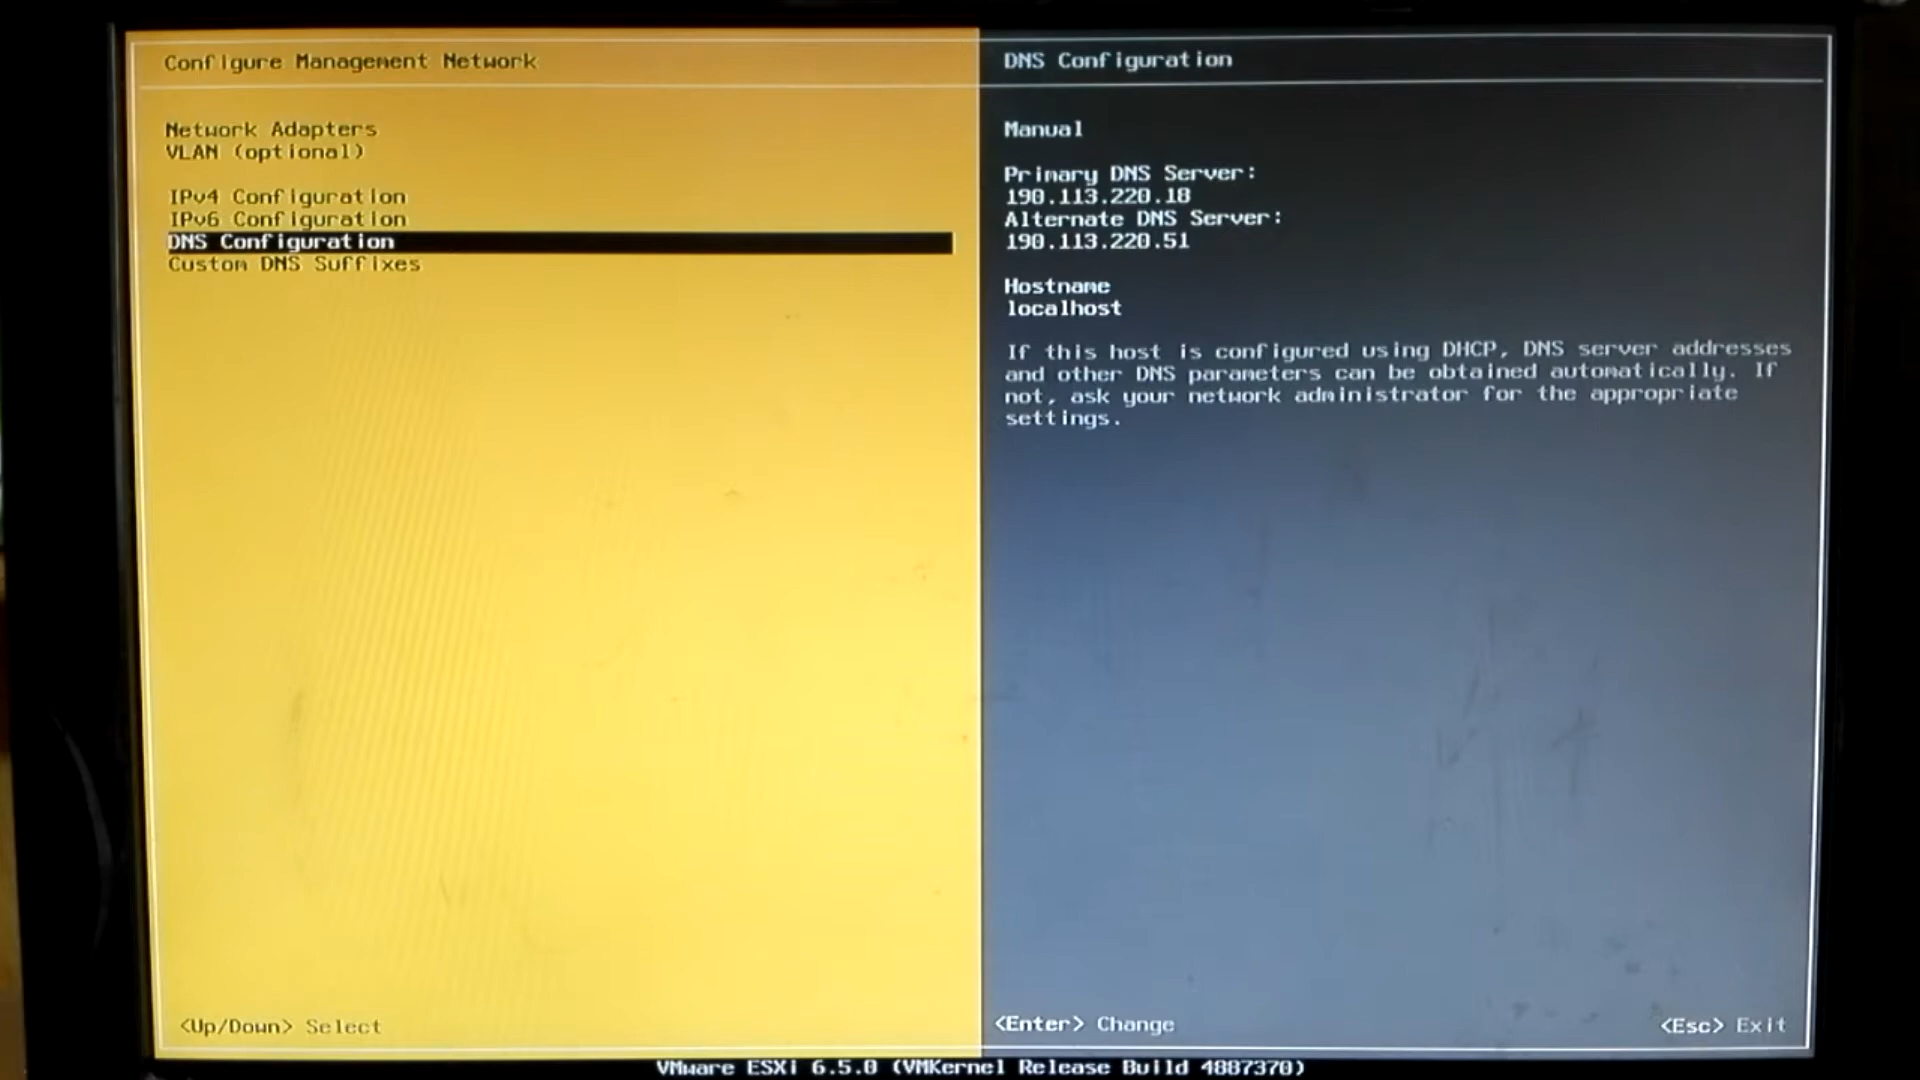 Configure Management Network
Network Adapters
VLAN (optional)
IPv4 Configuration
IPv6 Configuration
DNS Configuration
Custom DNS Suffixes
<Up/Down> Select
DNS Configuration
Manual
Primary DNS Server:
190.113.220.18
Alternate DNS Server:
190.113.220.51
Hostname
localhost
If this host is configured using DHCP, DNS server addresses
and other DNS parameters can be obtained automatically. If
not, ask your network administrator for the appropriate
settings.
<Enter> Change
<Esc> Exit
VMware ESXi 6.5.0 (VMKernel Release Build 4887370)